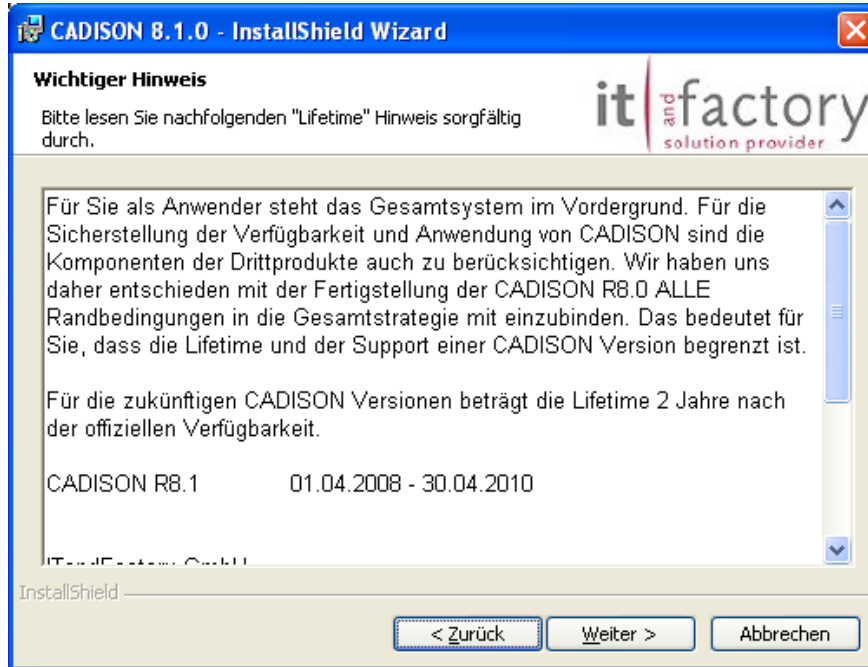 CADISON 8.1.0 - InstallShield Wizard
Wichtiger Hinweis
Bitte lesen Sie nachfolgenden "Lifetime" Hinweis sorgfältig
durch.
it and factory
solution provider
Für Sie als Anwender steht das Gesamtsystem im Vordergrund. Für die
Sicherstellung der Verfügbarkeit und Anwendung von CADISON sind die
Komponenten der Drittprodukte auch zu berücksichtigen. Wir haben uns
daher entschieden mit der Fertigstellung der CADISON R8.0 ALLE
Randbedingungen in die Gesamtstrategie mit einzubinden. Das bedeutet für
Sie, dass die Lifetime und der Support einer CADISON Version begrenzt ist.
Für die zukünftigen CADISON Versionen beträgt die Lifetime 2 Jahre nach
der offiziellen Verfügbarkeit.
CADISON R8.1 01.04.2008 - 30.04.2010
ITandFactory GmbH
InstallShield
< Zurück
Weiter >
Abbrechen